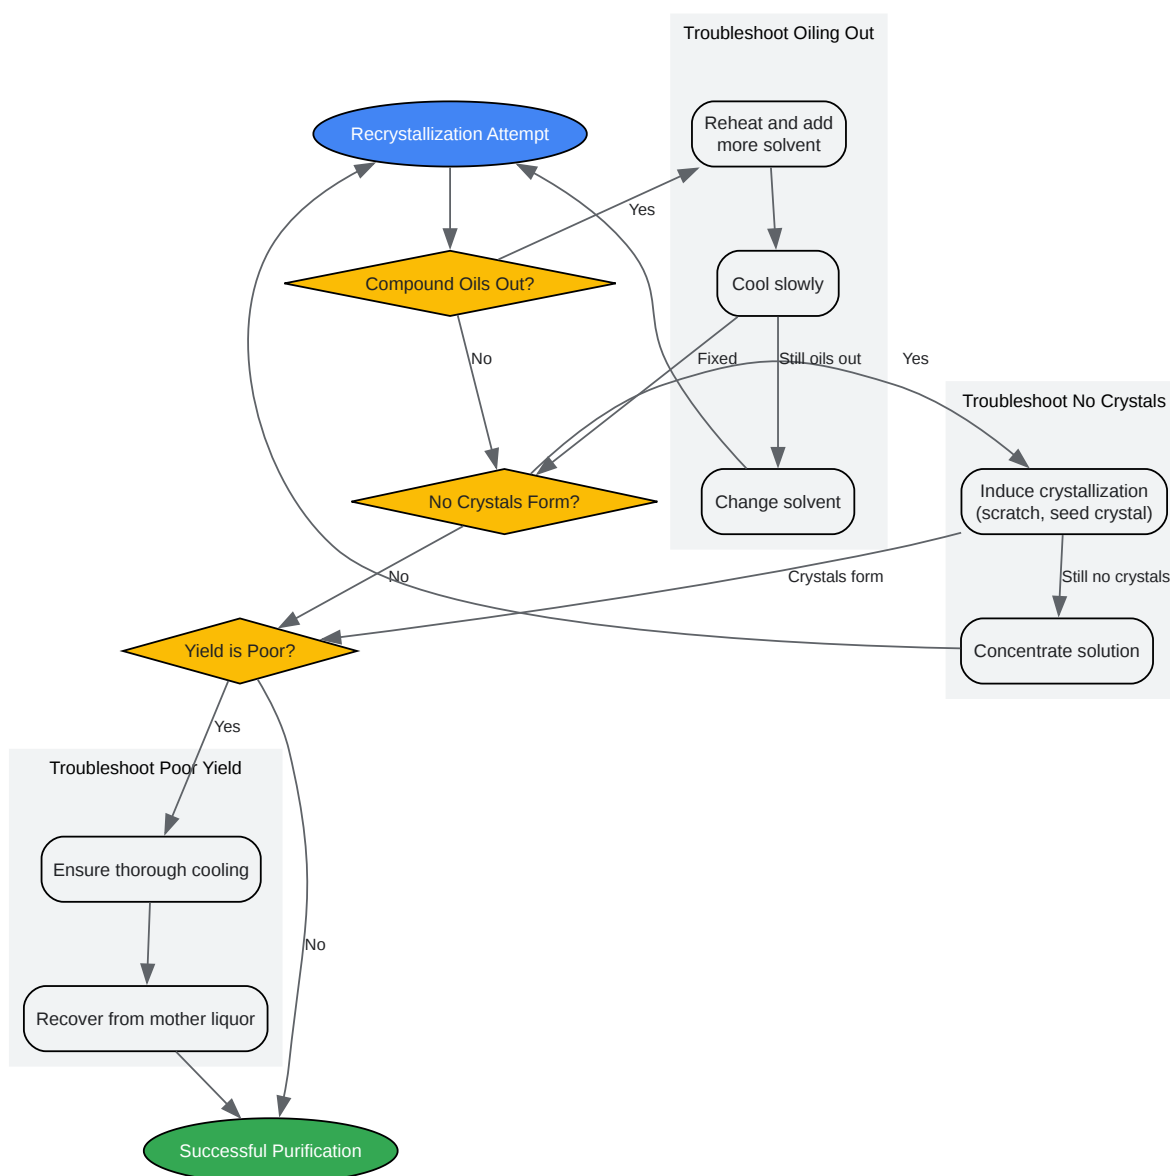 Troubleshoot Oiling Out
Recrystallization Attempt
Reheat and add
more solvent
Yes
Compound Oils Out?
Cool slowly
No
Fixed
Still oils out
Yes
Troubleshoot No Crystals
No Crystals Form?
Change solvent
Induce crystallization
(scratch, seed crystal)
No
Crystals form
Still no crystals
Yield is Poor?
Concentrate solution
Yes
Troubleshoot Poor Yield
Ensure thorough cooling
No
Recover from mother liquor
Successful Purification